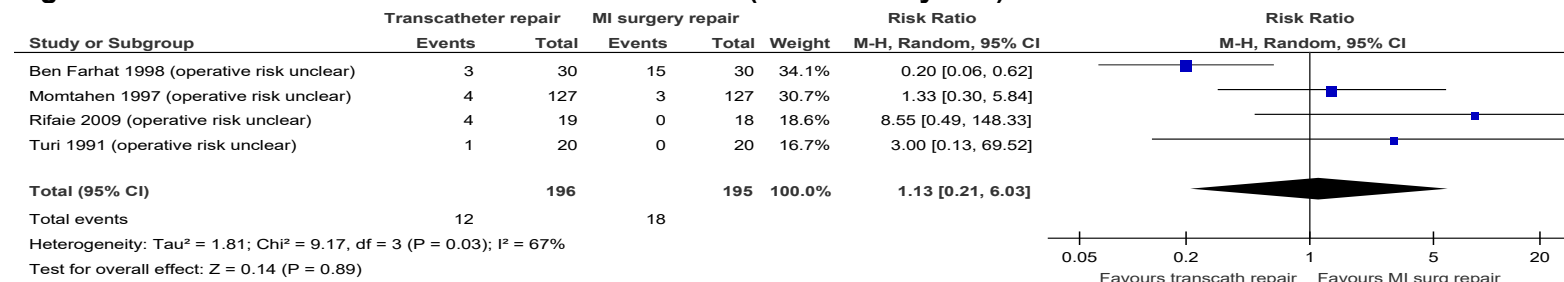 Transcatheter repair MI surgery repair Risk Ratio Risk Ratio
Study or Subgroup Events Total Events Total Weight M-H, Random, 95% CI M-H, Random, 95% CI
Ben Farhat 1998 (operative risk unclear) 3 30 15 30 34.1% 0.20 [0.06, 0.62]
Momtahen 1997 (operative risk unclear) 4 127 3 127 30.7% 1.33 [0.30, 5.84]
Rifaie 2009 (operative risk unclear) 4 19 0 18 18.6% 8.55 [0.49, 148.33]
Turi 1991 (operative risk unclear) 1 20 0 20 16.7% 3.00 [0.13, 69.52]
Total (95% CI) 196 195 100.0% 1.13 [0.21, 6.03]
Total events 12 18
Heterogeneity: Tau² = 1.81; Chi² = 9.17, df = 3 (P = 0.03); I² = 67%
Test for overall effect: Z = 0.14 (P = 0.89)
0.05 0.2 1 5 20
Favours transcath repair Favours MI surg repair